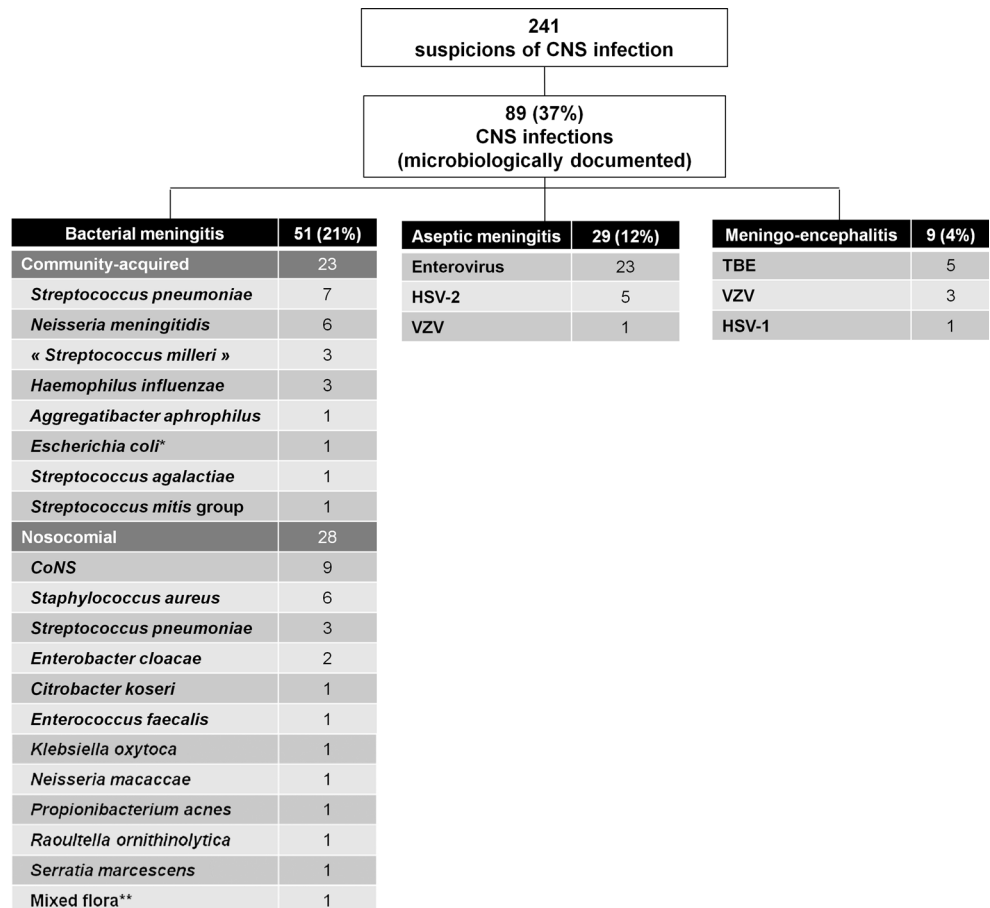 241
suspicions of CNS infection
89 (37%)
CNS infections
(microbiologically documented)
Bacterial meningitis 51 (21%)
Community-acquired 23
Streptococcus pneumoniae 7
Neisseria meningitidis 6
« Streptococcus milleri » 3
Haemophilus influenzae 3
Aggregatibacter aphrophilus 1
Escherichia coli* 1
Streptococcus agalactiae 1
Streptococcus mitis group 1
Nosocomial 28
CoNS 9
Staphylococcus aureus 6
Streptococcus pneumoniae 3
Enterobacter cloacae 2
Citrobacter koseri 1
Enterococcus faecalis 1
Klebsiella oxytoca 1
Neisseria macaccae 1
Propionibacterium acnes 1
Raoultella ornithinolytica 1
Serratia marcescens 1
Mixed flora** 1
Aseptic meningitis 29 (12%)
Enterovirus 23
HSV-2 5
VZV 1
Meningo-encephalitis 9 (4%)
TBE 5
VZV 3
HSV-1 1